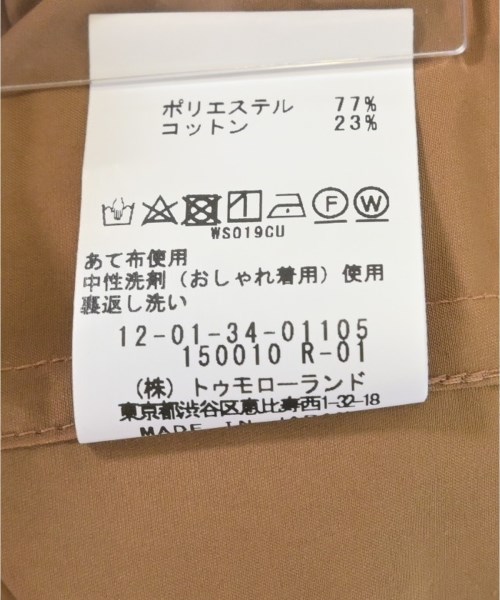 ポリエステル 77%
コットン 23%
F W
WS019CU
あて布使用
中性洗剤（おしゃれ着用）使用
裏返し洗い
12-01-34-01105
150010 R-01
（株）トゥモローランド
東京都渋谷区恵比寿西1-32-18
MADE IN JAPAN